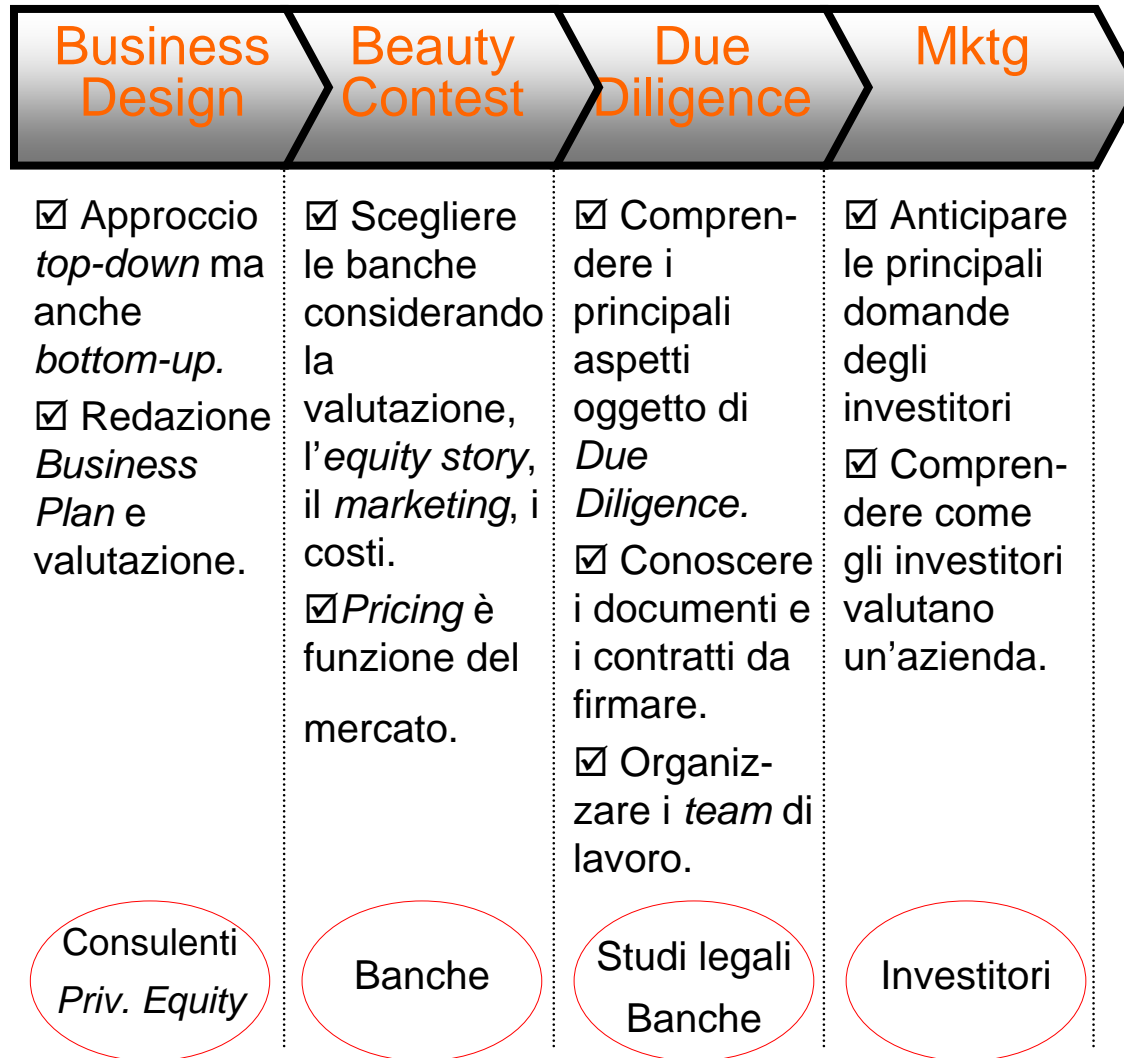 Business
Design
Beauty
Contest
Due
Diligence
Mktg
☑ Approccio
top-down ma
anche
bottom-up.
☑ Redazione
Business
Plan e
valutazione.
☑ Scegliere
le banche
considerando
la
valutazione,
l’equity story,
il marketing, i
costi.
☑Pricing è
funzione del
mercato.
☑ Compren-
dere i
principali
aspetti
oggetto di
Due
Diligence.
☑ Conoscere
i documenti e
i contratti da
firmare.
☑ Organiz-
zare i team di
lavoro.
☑ Anticipare
le principali
domande
degli
investitori
☑ Compren-
dere come
gli investitori
valutano
un’azienda.
Consulenti
Priv. Equity
Banche
Studi legali
Banche
Investitori